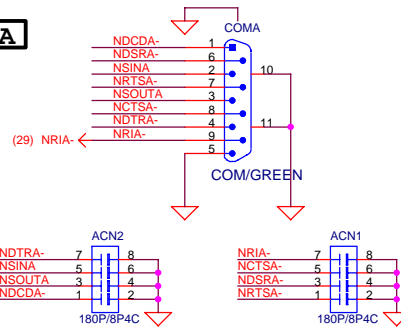 A
COMA
NDCDA- 1
NDSRA- 6
NSINA 2 10
NRTSA- 7
NSOUTA 3
NCTSA- 8
NDTRA- 4 11
(29) NRIA- NRIA- 9
5
COM/GREEN
ACN2 ACN1
NDTRA- 7 8 NRIA- 7 8
NSINA 5 6 NCTSA- 5 6
NSOUTA 3 4 NDSRA- 3 4
NDCDA- 1 2 NRTSA- 1 2
180P/8P4C 180P/8P4C